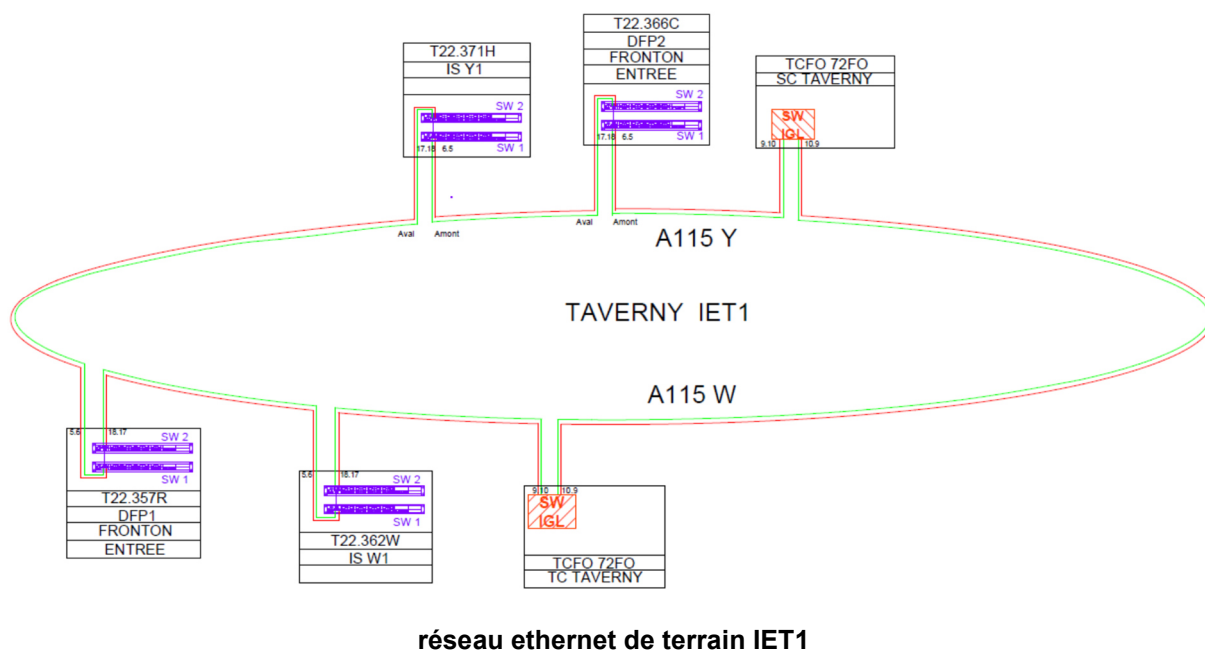 T22.371H
IS Y1
SW 2
SW 1
17.18 6.5
T22.366C
DFP2
FRONTON
ENTREE
SW 2
SW 1
17.18 6.5
TCFO 72FO
SC TAVERNY
SW
IGL
9.10 10.9
Aval Amont
Aval Amont
A115 Y
TAVERNY IET1
A115 W
5.6 18.17
SW 2
SW 1
T22.357R
DFP1
FRONTON
ENTREE
5.6 18.17
SW 2
SW 1
T22.362W
IS W1
9.10 10.9
SW
IGL
TCFO 72FO
TC TAVERNY
réseau ethernet de terrain IET1